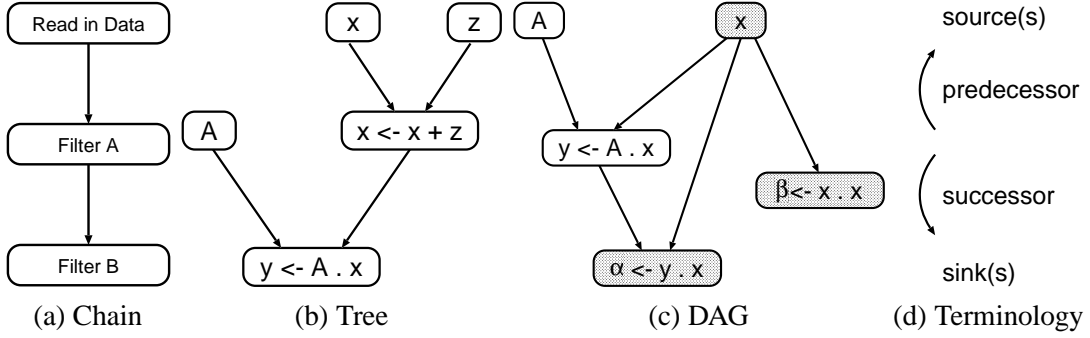 Read in Data
Filter A
Filter B
(a) Chain
x
z
x <- x + z
A
y <- A . x
(b) Tree
A
x
y <- A . x
β<- x . x
α <- y . x
(c) DAG
source(s)
predecessor
successor
sink(s)
(d) Terminology